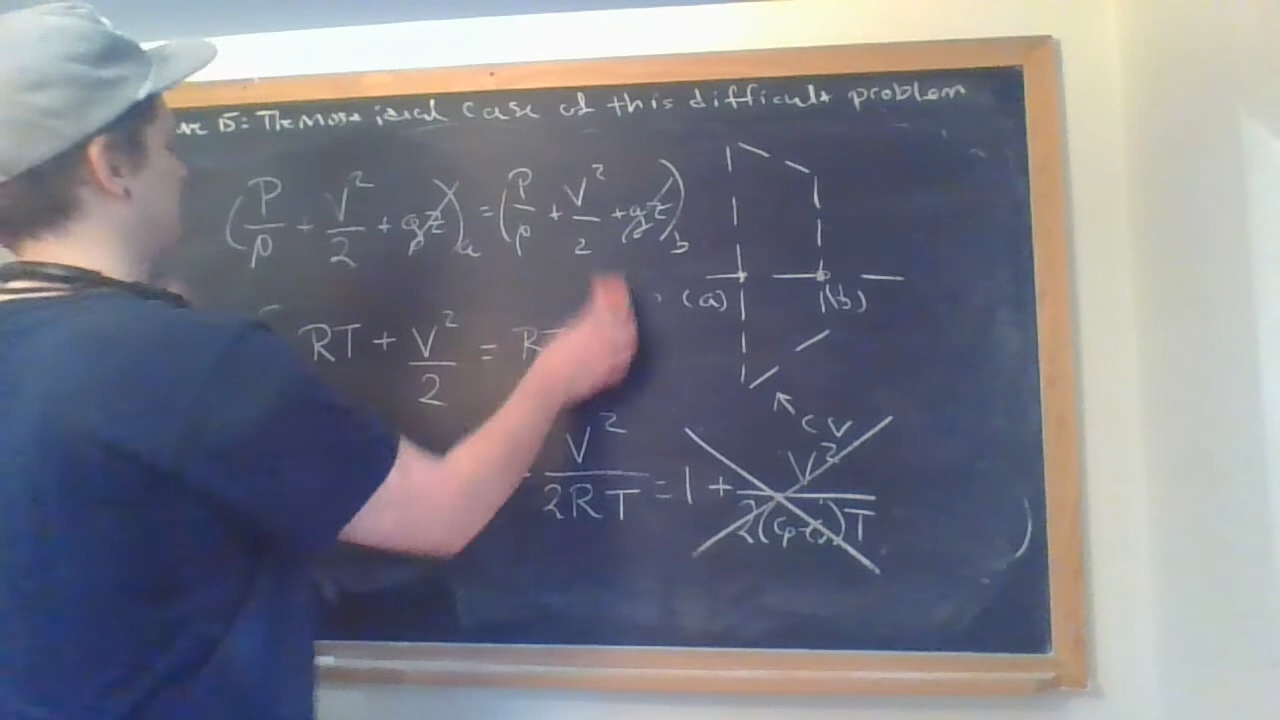 15: The most ideal case of this difficult problem
(P/ρ + V²/2 + gz)a = (P/ρ + V²/2 + gz)b
(a) (b)
RT + V²/2 = R
CV
V²/2RT = 1 + V²/2(Cp-Cv)T